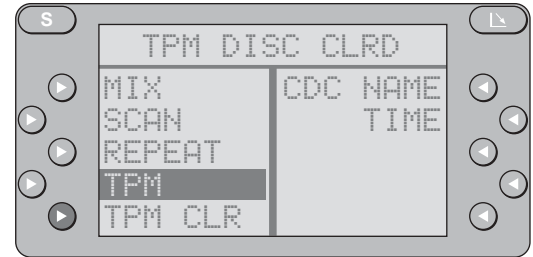 S
TPM DISC CLRD
MIX
CDC NAME
SCAN
TIME
REPEAT
TPM
TPM CLR